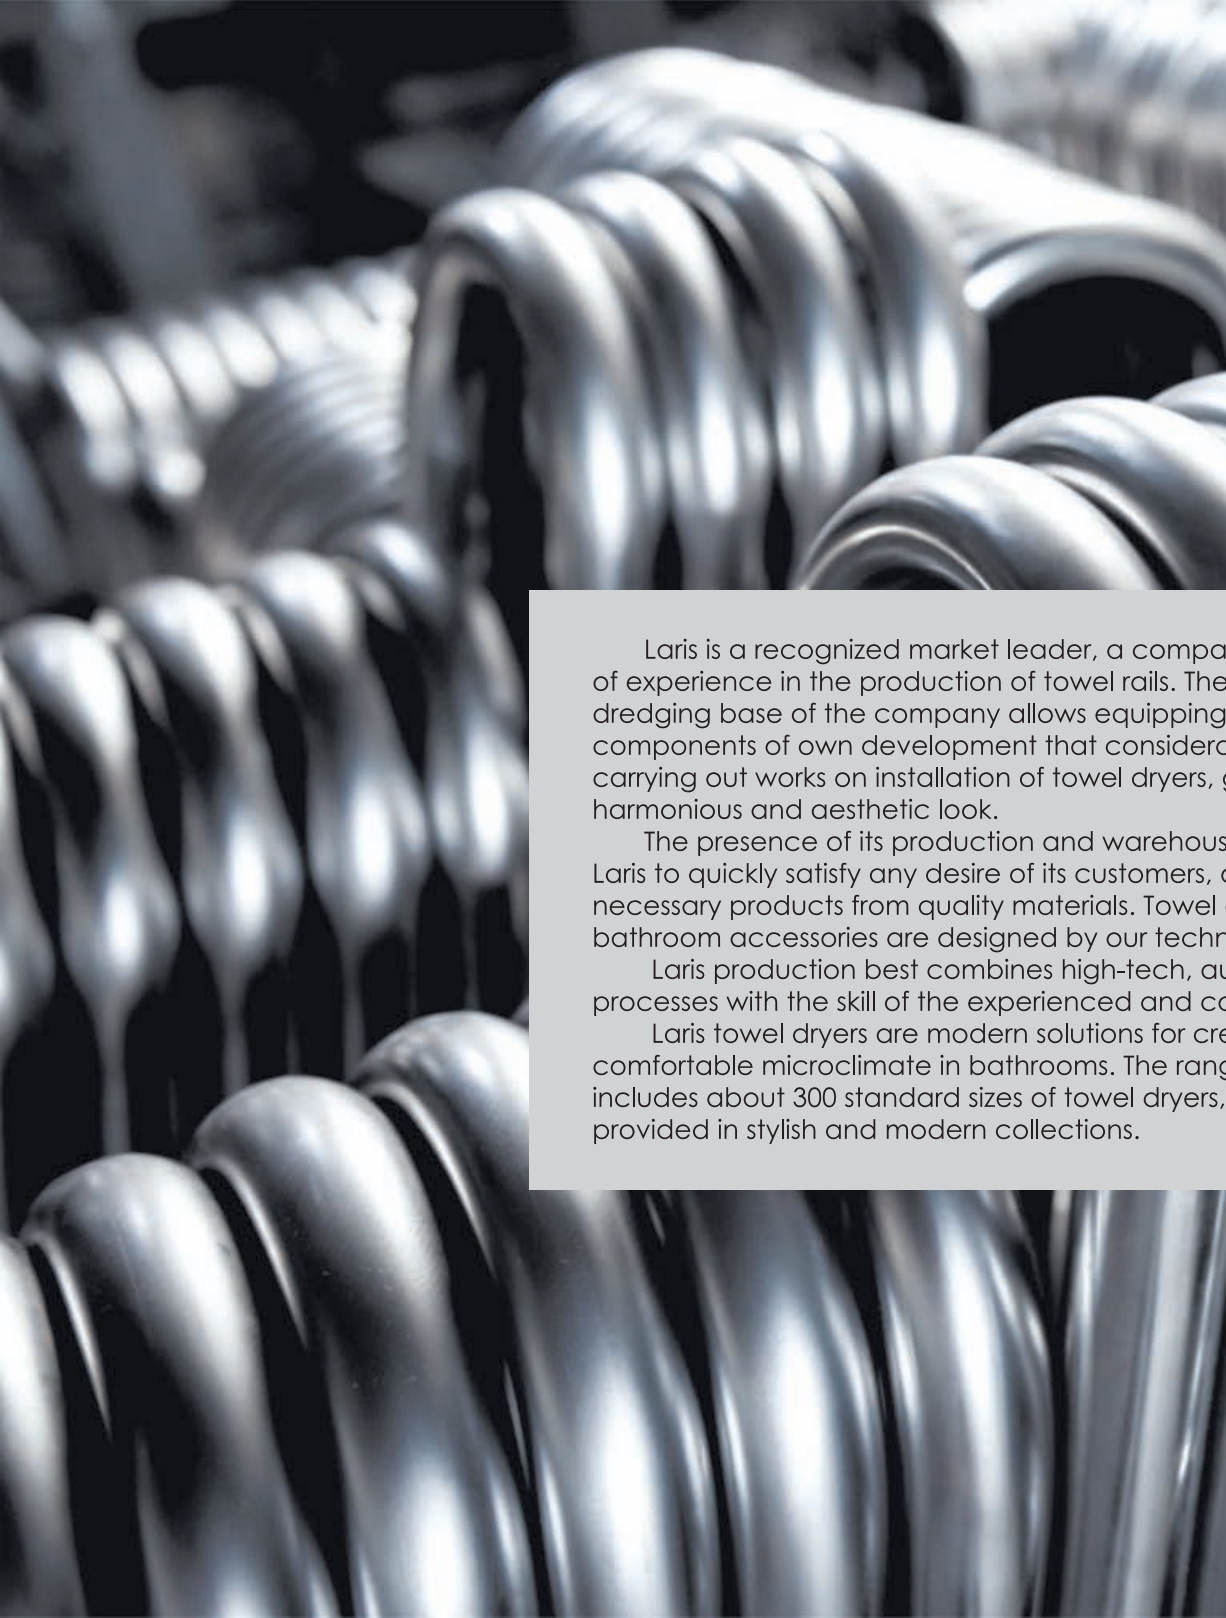 Laris is a recognized market leader, a compa
of experience in the production of towel rails. The
dredging base of the company allows equipping
components of own development that considera
carrying out works on installation of towel dryers, g
harmonious and aesthetic look.
The presence of its production and warehous
Laris to quickly satisfy any desire of its customers,
necessary products from quality materials. Towel
bathroom accessories are designed by our techn
Laris production best combines high-tech, au
processes with the skill of the experienced and co
Laris towel dryers are modern solutions for cre
comfortable microclimate in bathrooms. The rang
includes about 300 standard sizes of towel dryers,
provided in stylish and modern collections.